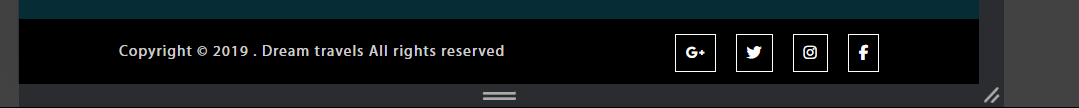 Copyright © 2019 . Dream travels All rights reserved
G+